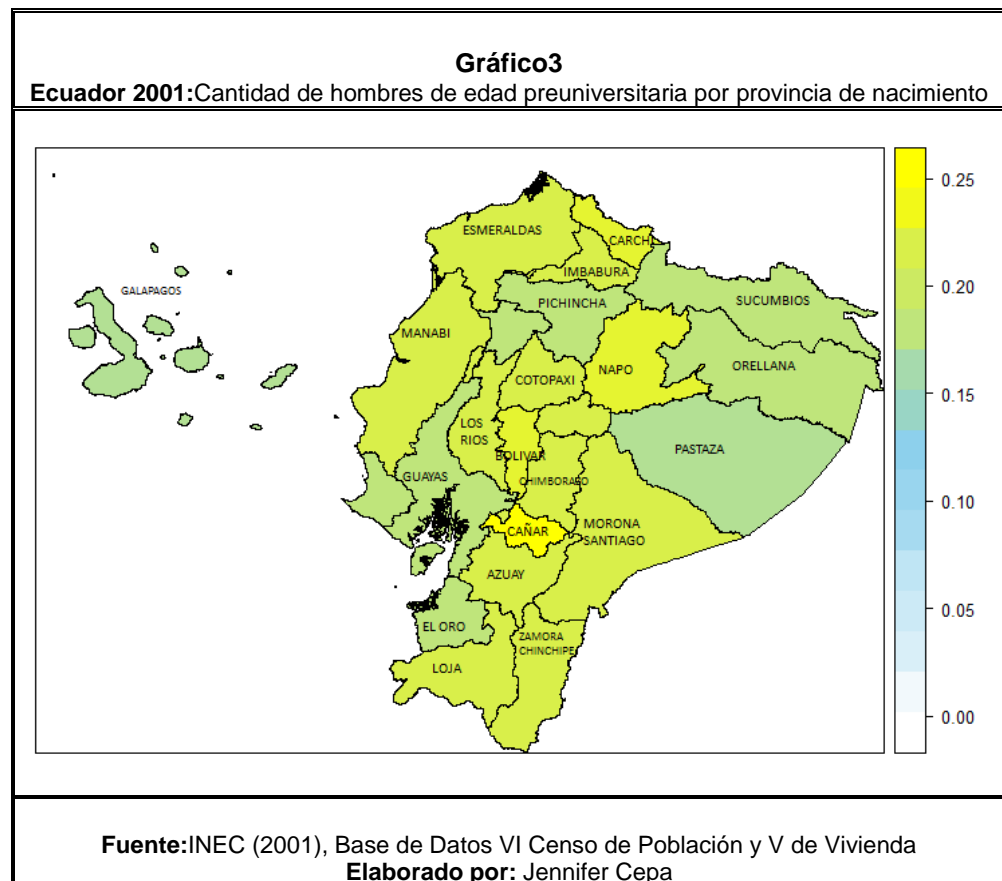 Gráfico3
Ecuador 2001:Cantidad de hombres de edad preuniversitaria por provincia de nacimiento
ESMERALDAS
CARCHI
IMBABURA
GALAPAGOS
PICHINCHA
SUCUMBIOS
MANABI
COTOPAXI
NAPO
ORELLANA
LOS
RIOS
BOLIVAR
PASTAZA
GUAYAS
CHIMBORAZO
CAÑAR
MORONA
SANTIAGO
AZUAY
EL ORO
ZAMORA
CHINCHIPE
LOJA
0.25
0.20
0.15
0.10
0.05
0.00
Fuente:INEC (2001), Base de Datos VI Censo de Población y V de Vivienda
Elaborado por: Jennifer Cepa